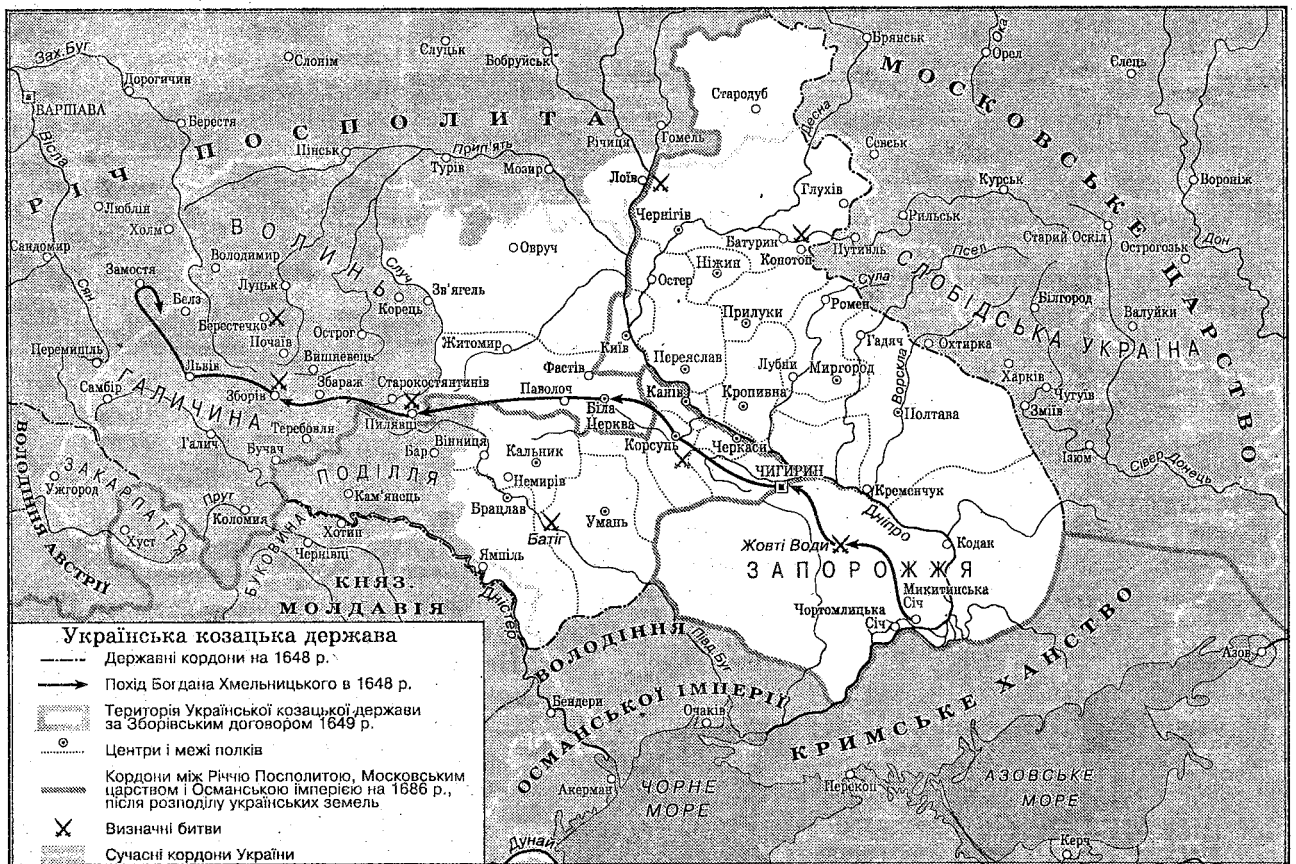 Зах.Буг
Слонім
Слуцьк
Бобруйськ
Брянськ
Ока
Орел
Єлець
Дорогичин
ВАРШАВА
Берестя
Вісла
РІЧ ПОСПОЛИТА
МОСКОВСЬКЕ ЦАРСТВО
Стародуб
Десна
Річиця
Гомель
Севськ
Пінськ
Прип'ять
Турів
Мозир
Лоїв
Глухів
Курськ
Вороніж
Люблін
Холм
ВОЛИНЬ
Чернігів
Рильськ
Сандомир
Овруч
Батурин
Конотоп
Путивль
Псел
Старий Оскіл
Острогозьк
Дон
Замостя
Володимир
Луцьк
Случ
Ніжин
Остер
Сула
СЛОБІДСЬКА УКРАЇНА
Сян
Белз
Корець
Зв'ягель
Ромен
Білгород
Валуйки
Берестечко
Почаїв
Острог
Прилуки
Київ
Гадяч
Охтирка
Перемишль
Вишневець
Житомир
Фастів
Переяслав
Лубни
Миргород
Ворскла
Харків
Чугуїв
Зміїв
ГАЛИЧИНА
Львів
Самбір
Зборів
Збараж
Старокостянтинів
Паволоч
Біла
Церква
Канів
Кропивна
Полтава
Пилявці
Теребовля
Галич
Бучач
Бар
Вінниця
Корсунь
Черкаси
Ізюм
Сівер.Донець
ВОЛОДІННЯ АВСТРІЇ
ЗАКАРПАТТЯ
Ужгород
Хуст
ПОДІЛЛЯ
Кальник
Немирів
ЧИГИРИН
Кременчук
Дніпро
Прут
Коломия
Кам'янець
Брацлав
Батіг
Умань
БУКОВИНА
Хотин
Чернівці
Жовті Води
Кодак
ЗАПОРОЖЖЯ
Ямпіль
Дністер
КНЯЗ.
МОЛДАВІЯ
Микитинська
Січ
Чортомлицька
Січ
ВОЛОДІННЯ
ОСМАНСЬКОЇ ІМПЕРІЇ
Півд.Буг
КРИМСЬКЕ ХАНСТВО
Азов
Бендери
Очаків
Акерман
ЧОРНЕ
МОРЕ
Перекоп
АЗОВСЬКЕ
МОРЕ
Керч
Дунай
Українська козацька держава
Державні кордони на 1648 р.
Похід Богдана Хмельницького в 1648 р.
Територія Української козацької держави
за Зборівським договором 1649 р.
Центри і межі полків
Кордони між Річчю Посполитою, Московським
царством і Османською імперією на 1686 р.,
після розподілу українських земель
Визначні битви
Сучасні кордони України